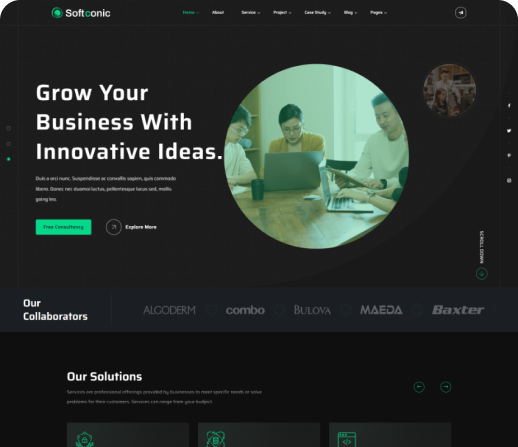 Softconic
Home About Service Project Case Study Blog Pages
Grow Your
Business With
Innovative Ideas.
Duis a orci nunc. Suspendisse ac convallis sapien, quis commodo
libero. Donec nec duamoi luctus, pellentesque lacus sed, mollis
going leo.
Free Consultancy
Explore More
SCROLL DOWN
Our
Collaborators
ALGODERM combo BULOVA MAEDA Baxter
Our Solutions
Services are professional offerings provided by businesses to meet specific needs or solve
problems for their customers. Services can range from your budget.